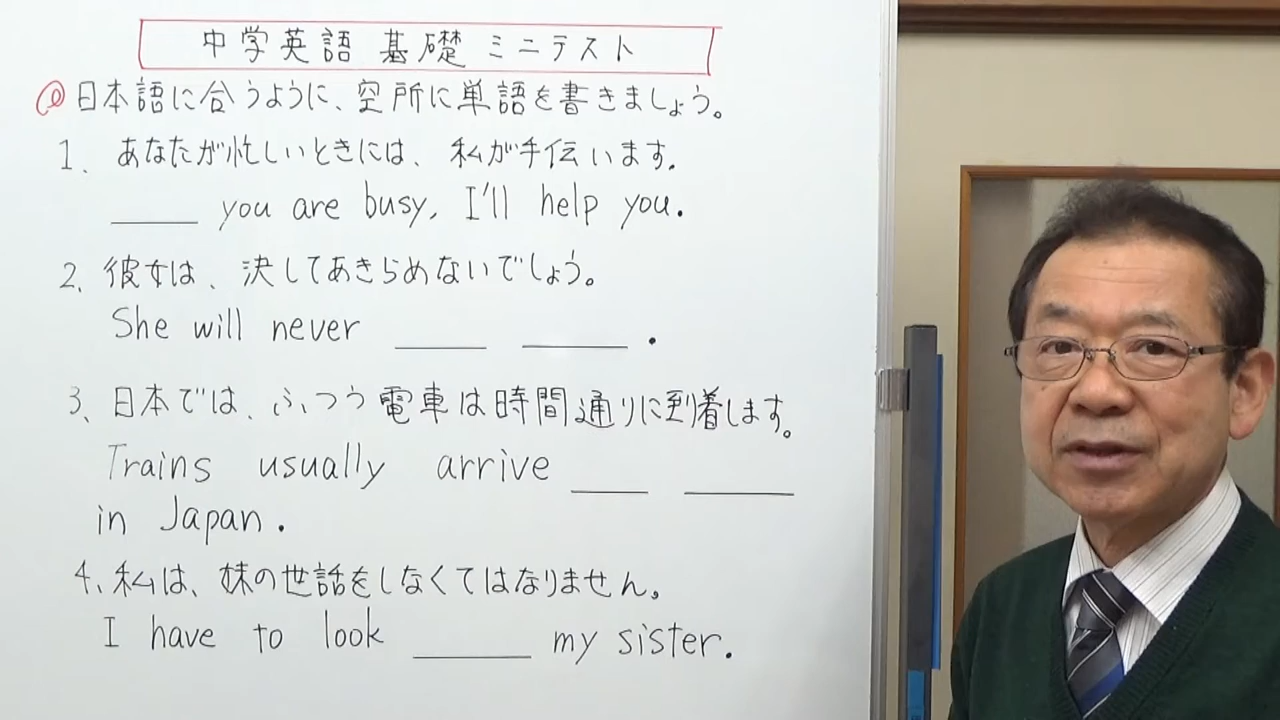 中学英語 基礎 ミニテスト
@日本語に合うように、空所に単語を書きましょう。
1、あなたが忙しいときには、私が手伝います。
____ you are busy, I'll help you.
2、彼女は、決してあきらめないでしょう。
She will never ____ ____.
3、日本では、ふつう電車は時間通りに到着します。
Trains usually arrive ____ ____
in Japan.
4、私は、妹の世話をしなくてはなりません。
I have to look ____ my sister.